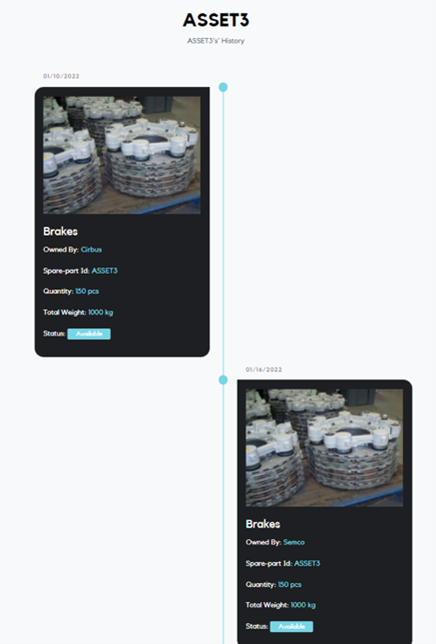 ASSET3
ASSET3's' History
01/10/2022
Brakes
Owned By: Cirbus
Spare-part Id: ASSET3
Quantity: 150 pcs
Total Weight: 1000 kg
Status: Available
01/16/2022
Brakes
Owned By: Semco
Spare-part Id: ASSET3
Quantity: 150 pcs
Total Weight: 1000 kg
Status: Available